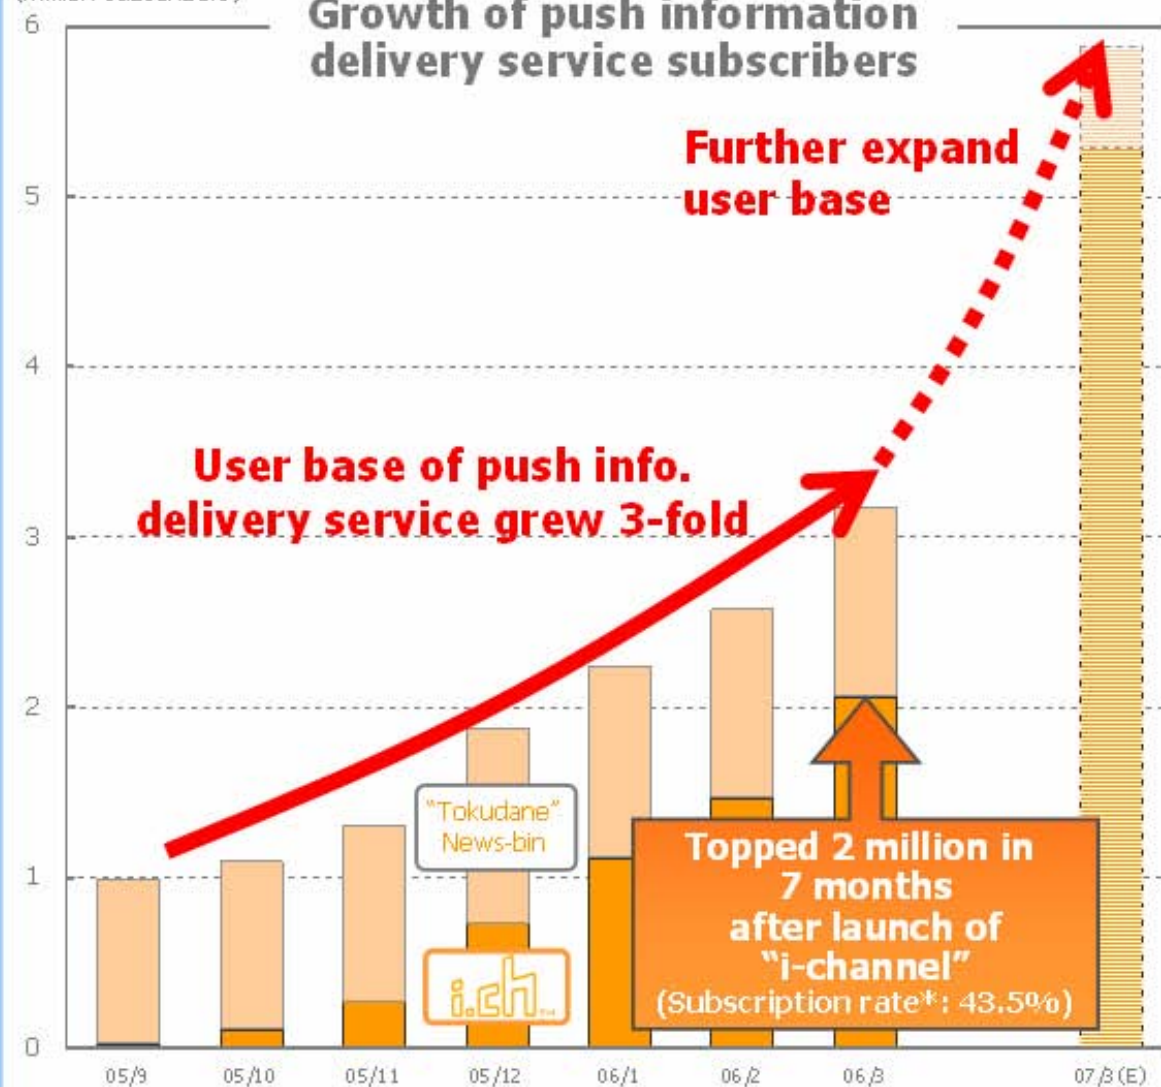 Growth of push information
delivery service subscribers
6
5
4
3
2
1
0
Further expand
user base
User base of push info.
delivery service grew 3-fold
"Tokudane"
News-bin
i.ch™
Topped 2 million in
7 months
after launch of
"i-channel"
(Subscription rate*: 43.5%)
05/9 05/10 05/11 05/12 06/1 06/2 06/3 07/3(E)